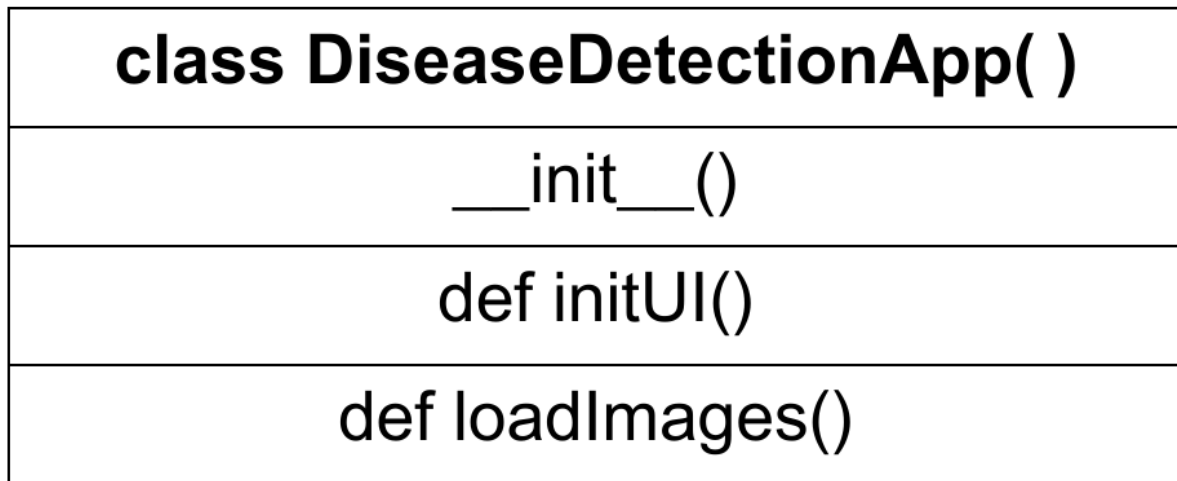 class DiseaseDetectionApp( )
__init__()
def initUI()
def loadImages()